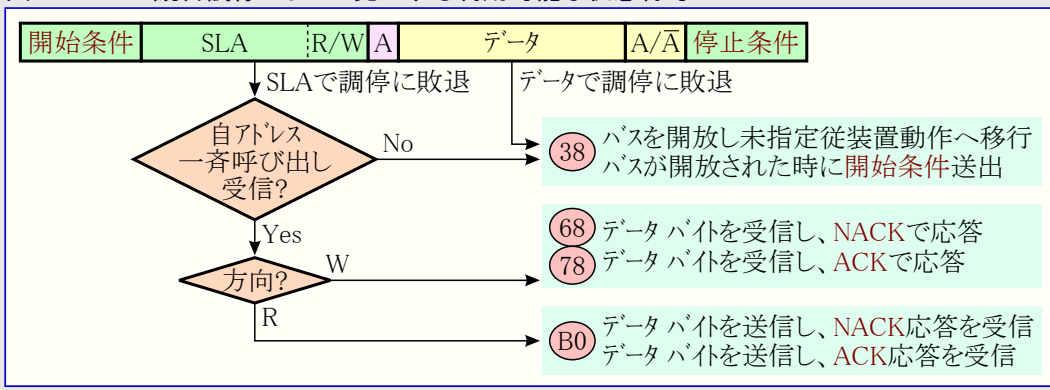 開始条件 SLA R/W A データ A/A̅ 停止条件
SLAで調停に敗退
データで調停に敗退
自アドレス
一斉呼び出し
受信?
No
38
バスを開放し未指定従装置動作へ移行
バスが開放された時に開始条件送出
Yes
68
データ バイトを受信し、NACKで応答
78
データ バイトを受信し、ACKで応答
方向?
W
R
B0
データ バイトを送信し、NACK応答を受信
データ バイトを送信し、ACK応答を受信